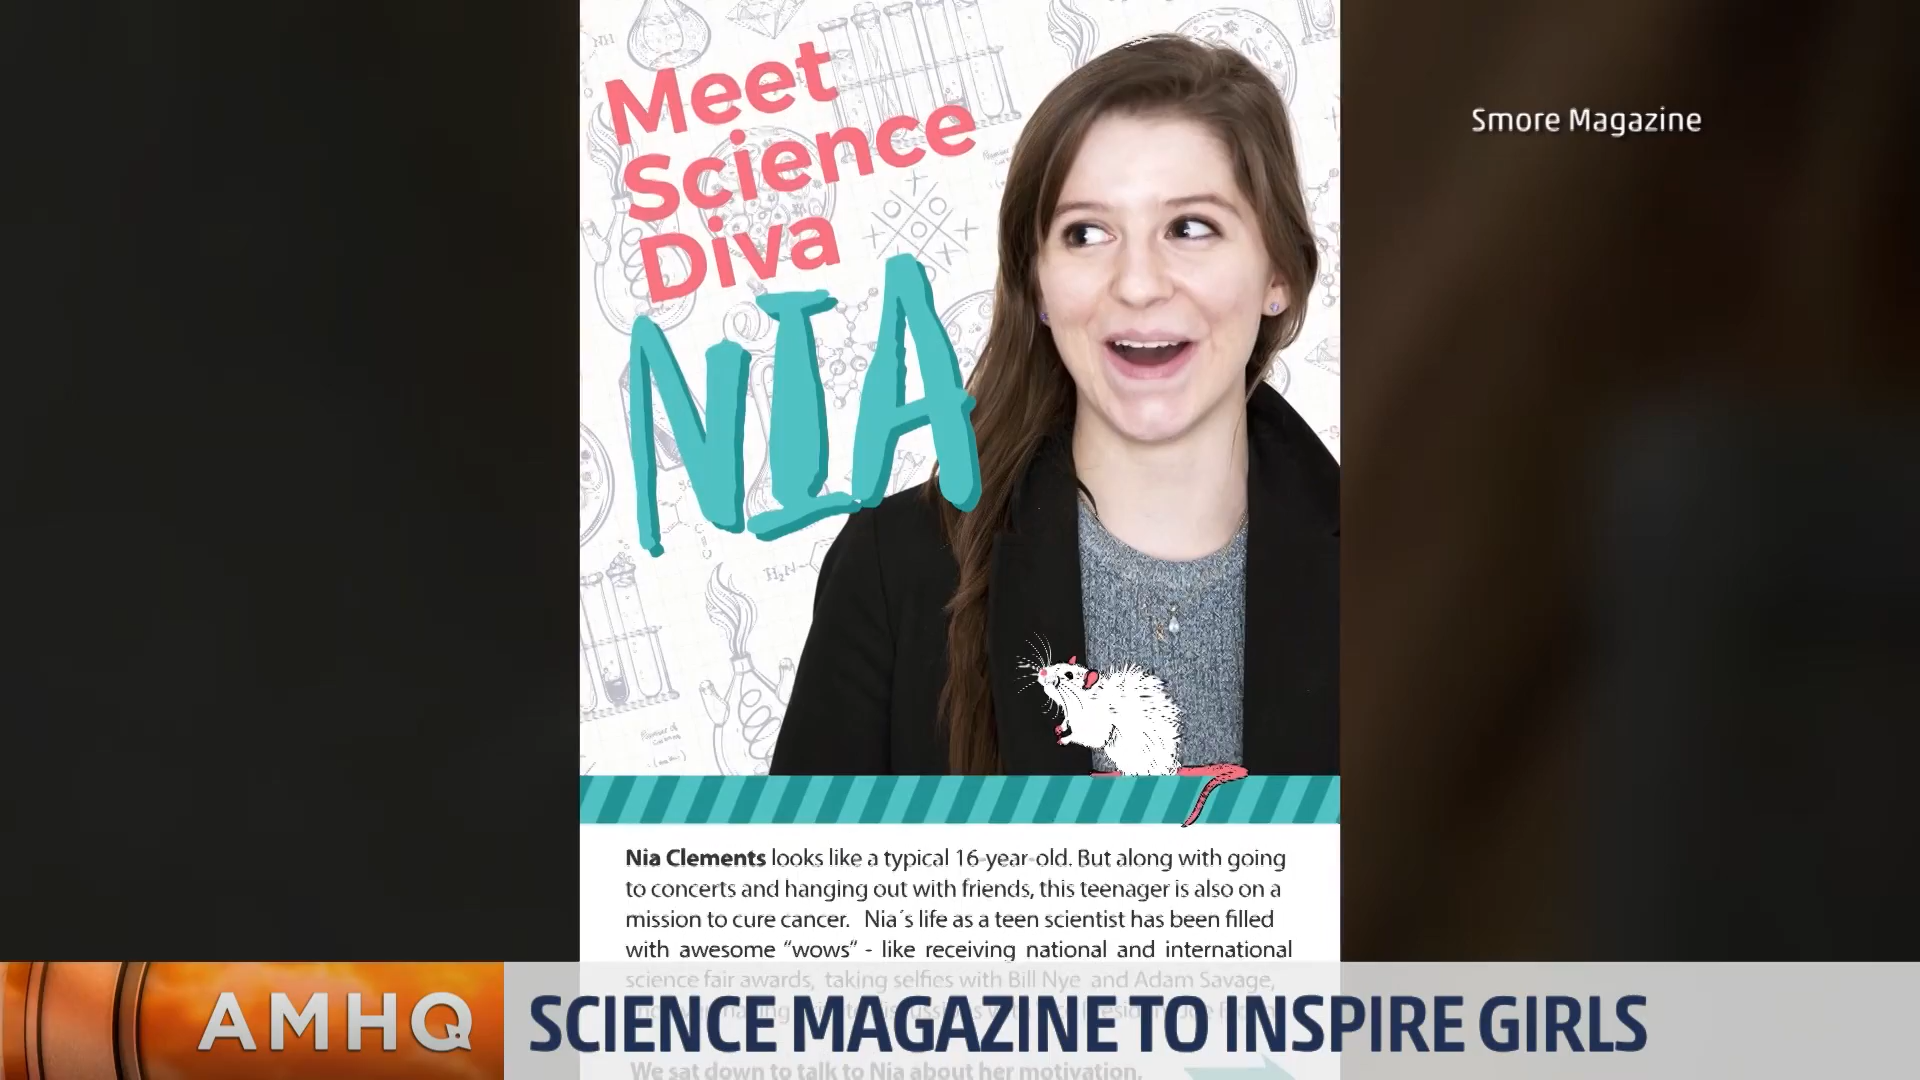 Meet
Science
Diva
NIA
Smore Magazine
NH
H₂N
Nia Clements looks like a typical 16-year-old. But along with going
to concerts and hanging out with friends, this teenager is also on a
mission to cure cancer. Nia´s life as a teen scientist has been filled
with awesome “wows” - like receiving national and international
science fair awards, taking selfies with Bill Nye and Adam Savage,
We sat down to talk to Nia about her motivation.
AMHQ
SCIENCE MAGAZINE TO INSPIRE GIRLS